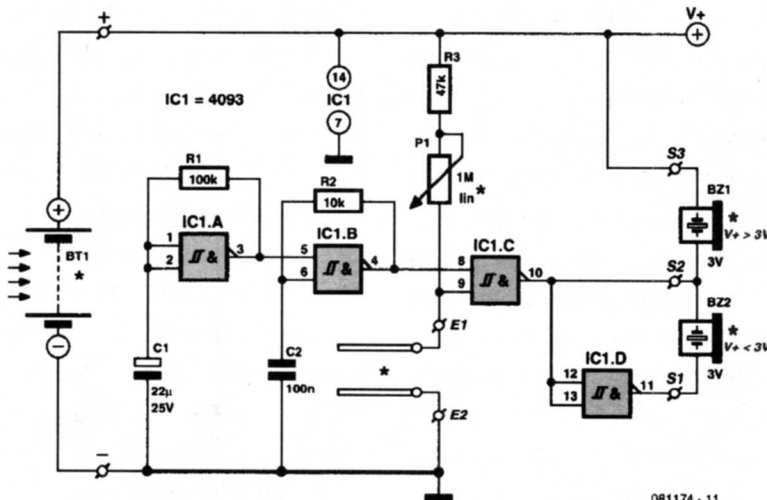 +
V+
+
R3
47k
14
IC1 = 4093
IC1
7
P1
1M
lin *
R1
100k
S3
R2
10k
BZ1
*
V+ > 3V
3V
+
IC1.A
1
2
3
&
IC1.B
5
6
4
&
IC1.C
8
9
10
&
S2
BT1
*
BZ2
*
V+ < 3V
3V
–
E1
C1
22µ
25V
C2
100n
*
IC1.D
12
13
11
&
S1
E2
–
081174 - 11